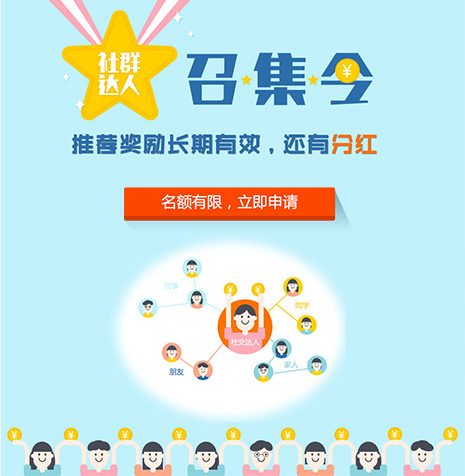 社群
达人
召集令
推荐奖励长期有效，还有分红
名额有限，立即申请
同事
同学
社交达人
朋友
家人